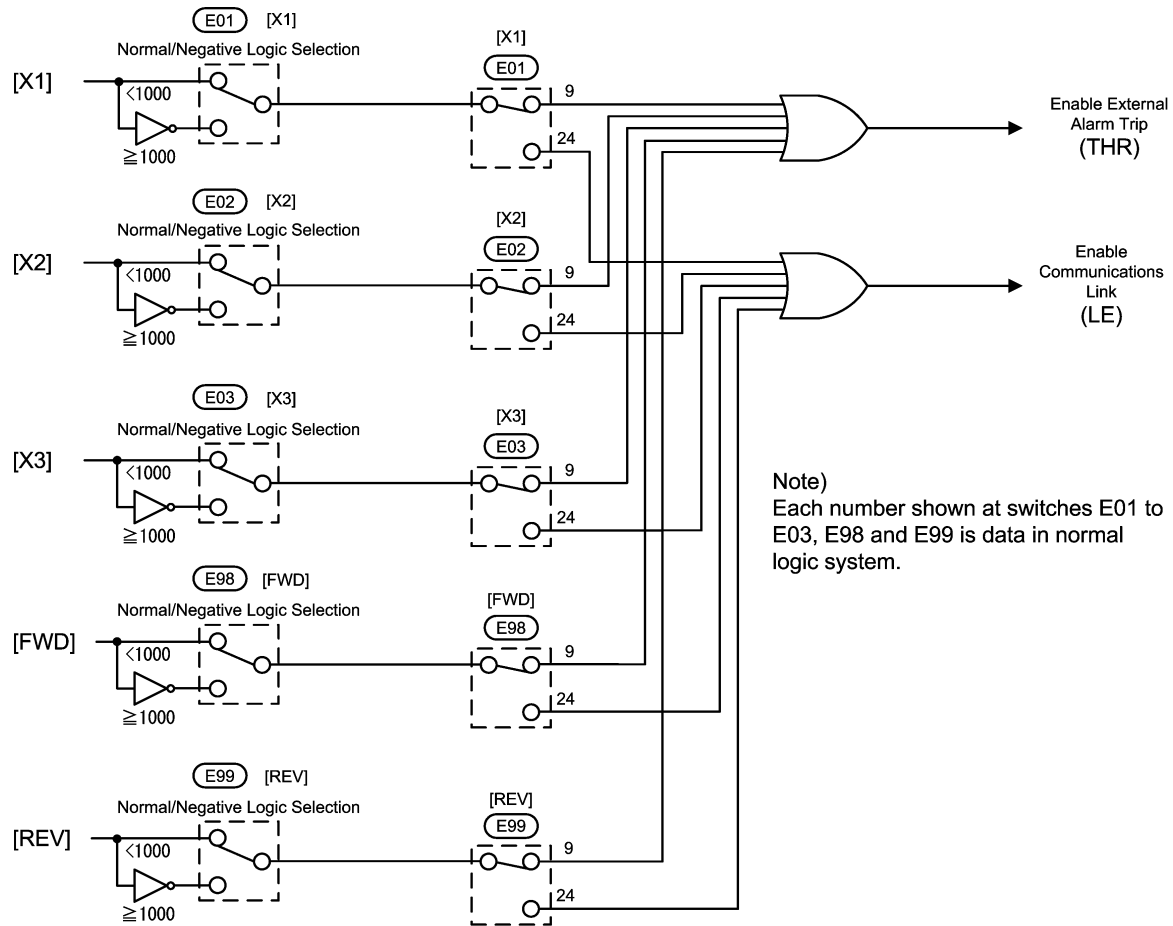 E01 [X1]
Normal/Negative Logic Selection
[X1]
<1000
≧1000
[X1]
E01
9
24
Enable External
Alarm Trip
(THR)
E02 [X2]
Normal/Negative Logic Selection
[X2]
<1000
≧1000
[X2]
E02
9
24
Enable
Communications
Link
(LE)
E03 [X3]
Normal/Negative Logic Selection
[X3]
<1000
≧1000
[X3]
E03
9
24
Note)
Each number shown at switches E01 to
E03, E98 and E99 is data in normal
logic system.
E98 [FWD]
Normal/Negative Logic Selection
[FWD]
<1000
≧1000
[FWD]
E98
9
24
E99 [REV]
Normal/Negative Logic Selection
[REV]
<1000
≧1000
[REV]
E99
9
24